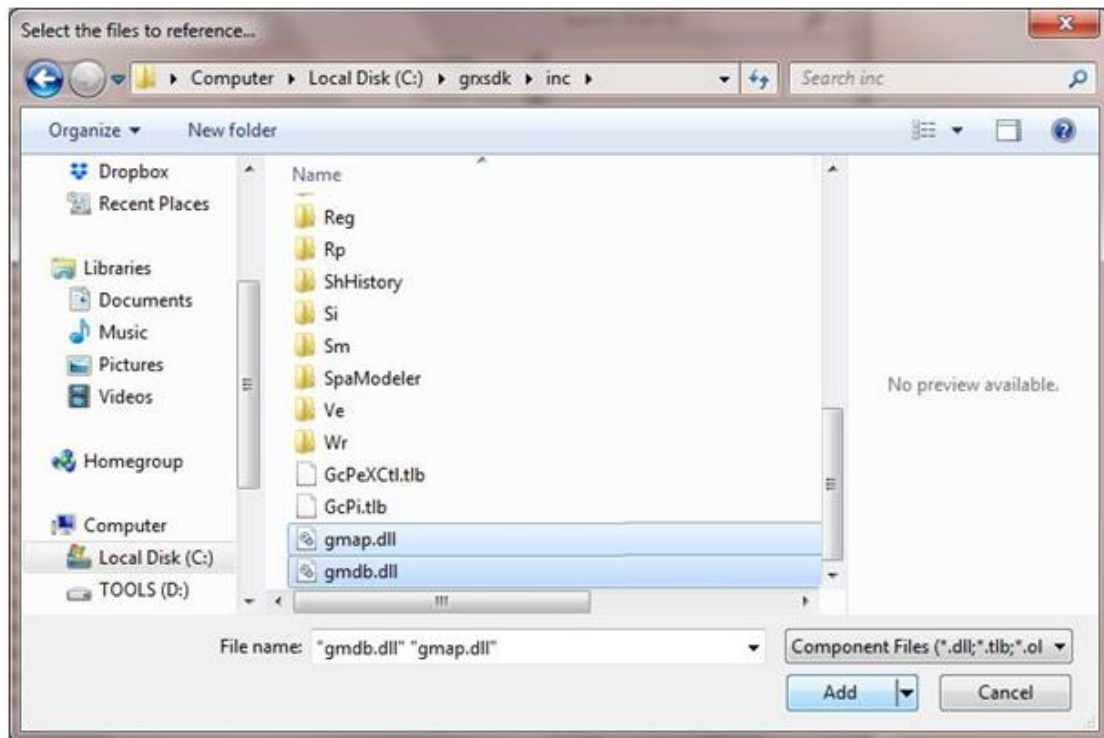 Select the files to reference...
Computer Local Disk (C:) grxsdk inc
Search inc
Organize New folder
Dropbox
Recent Places
Libraries
Documents
Music
Pictures
Videos
Homegroup
Computer
Local Disk (C:)
TOOLS (D:)
Name
Reg
Rp
ShHistory
Si
Sm
SpaModeler
Ve
Wr
GcPeXCtl.tlb
GcPi.tlb
gmap.dll
gmdb.dll
No preview available.
File name: "gmdb.dll" "gmap.dll"
Component Files (*.dll;*.tlb;*.ol
Add Cancel